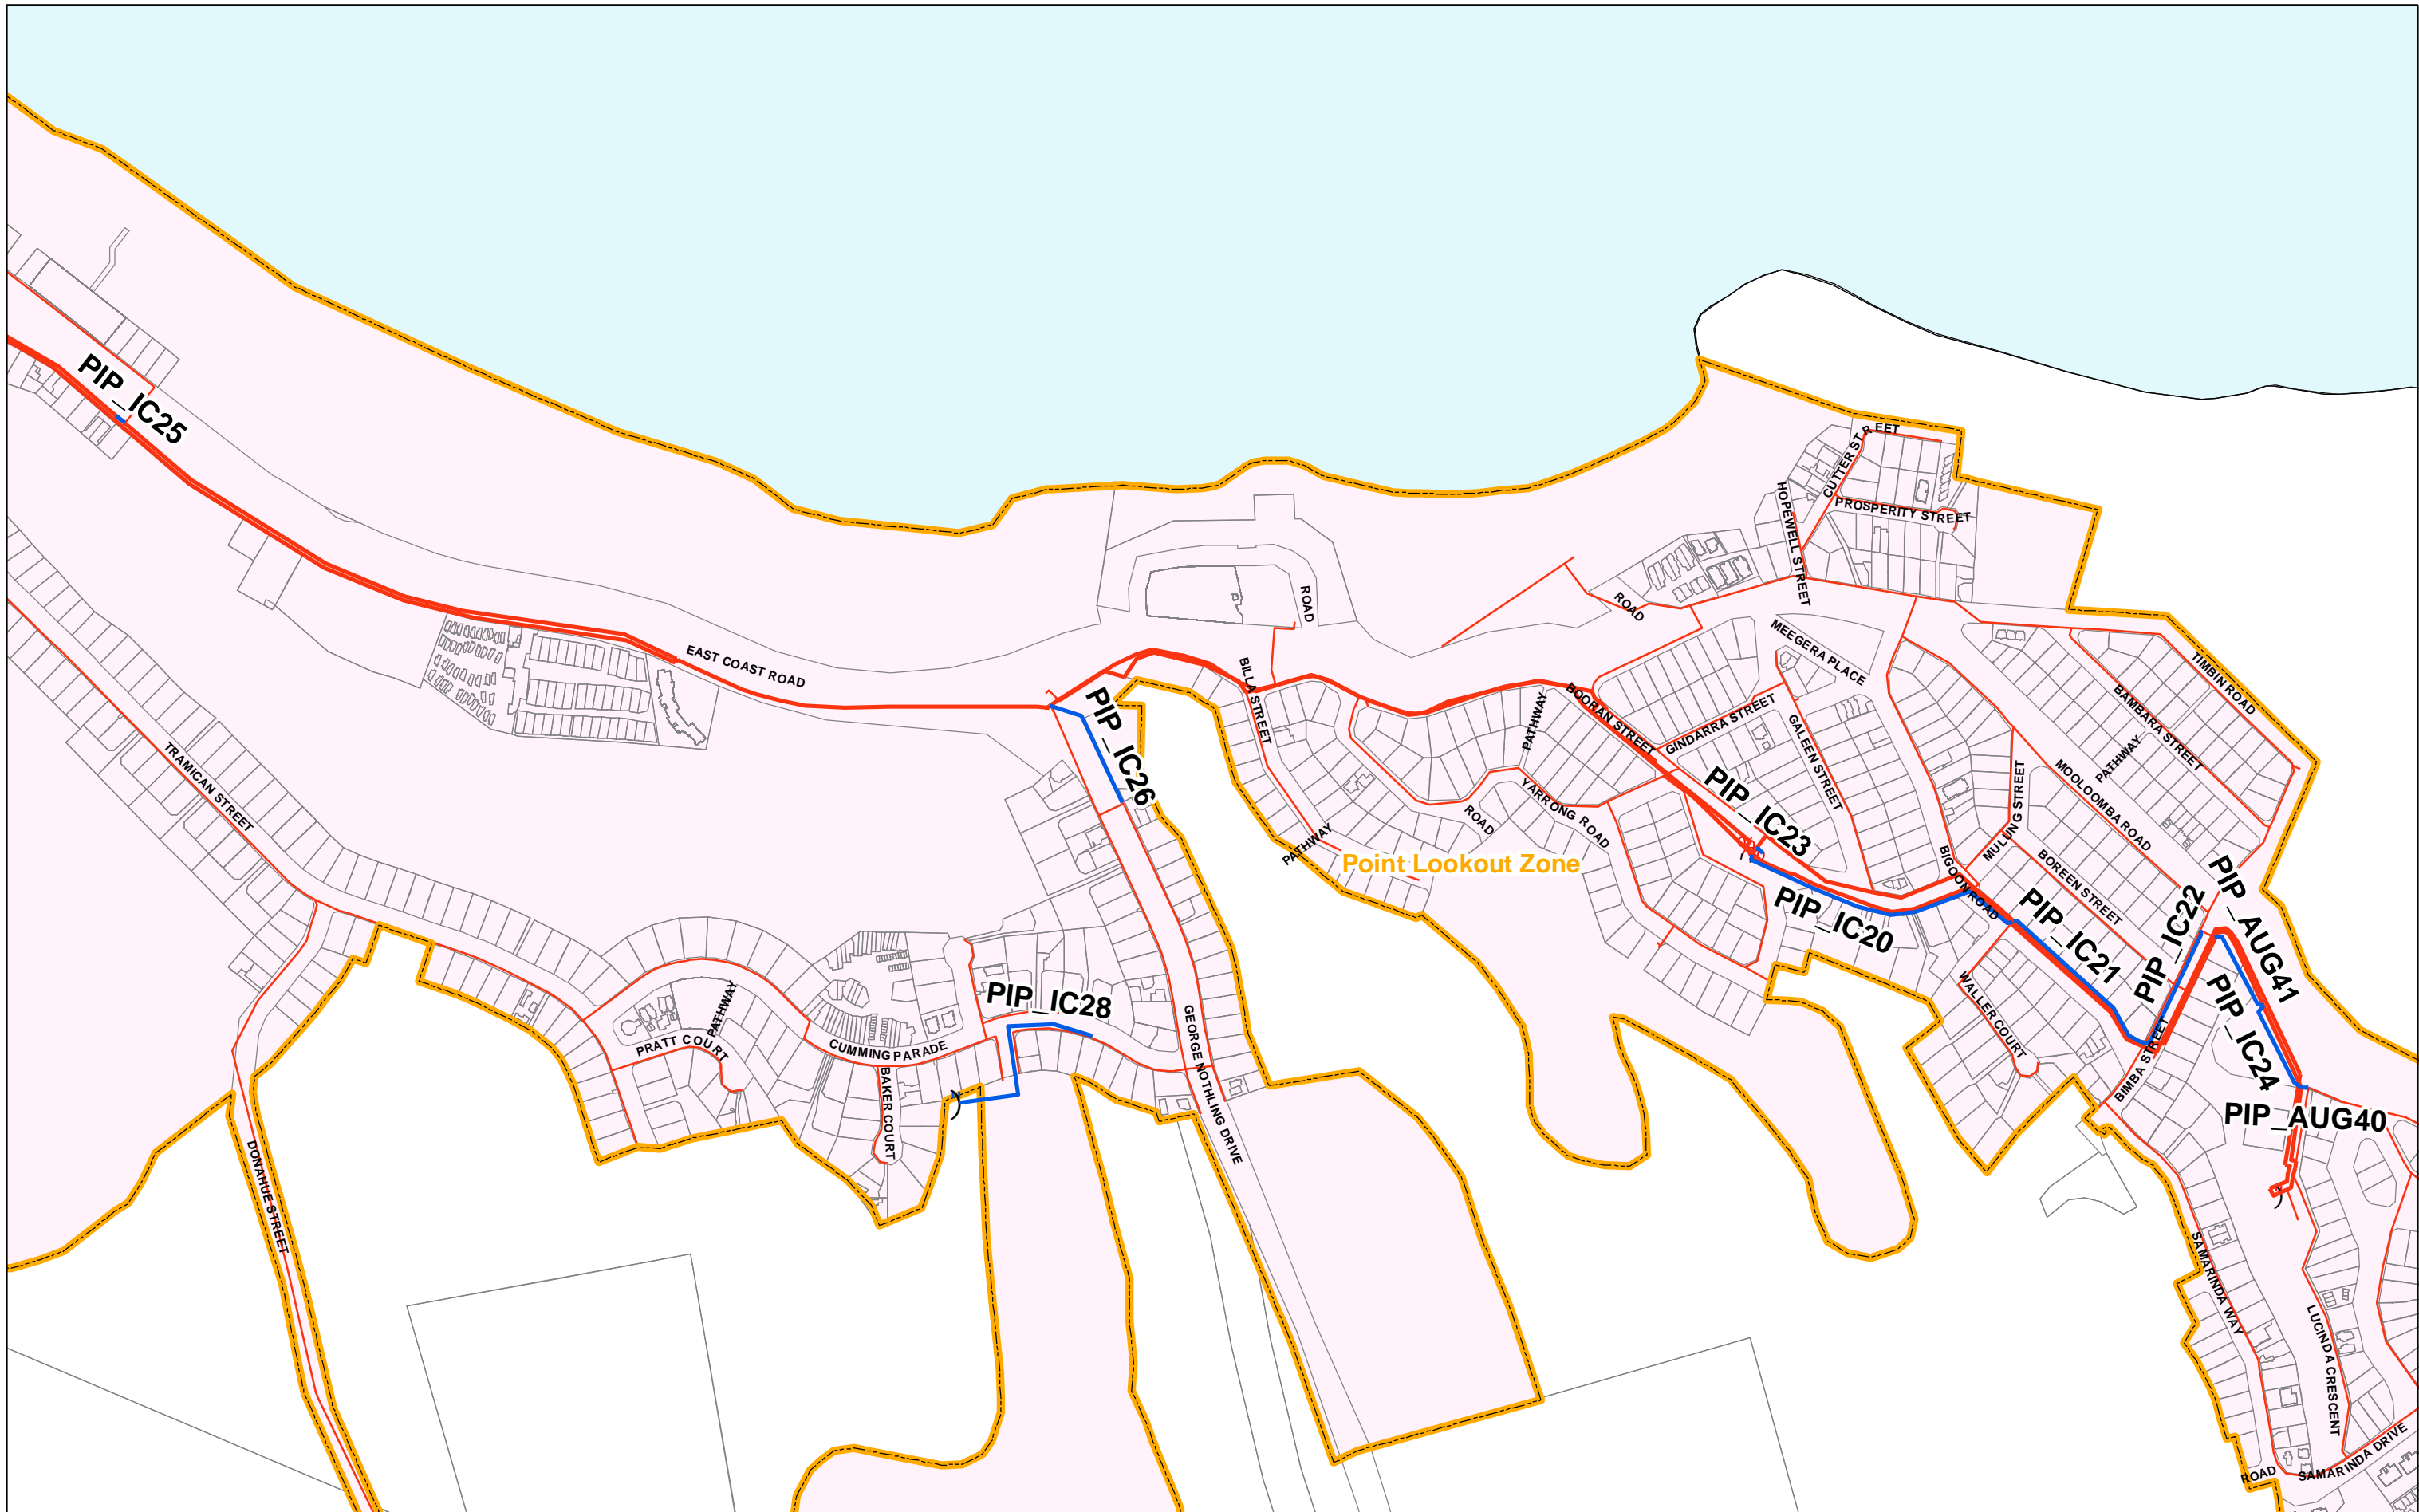 PIP_IC25
CUTTER STREET
HOPEWELL STREET
PROSPERITY STREET
ROAD
ROAD
EAST COAST ROAD
BILLA STREET
MEEGERA PLACE
TIMBIN ROAD
BAMBARA STREET
PATHWAY
PIP_IC26
PATHWAY
BOORAN STREET
GINDARRA STREET
GALEEN STREET
MOOLOOMBA ROAD
MULUNG STREET
TRAMICAN STREET
PIP_IC23
YARRONG ROAD
ROAD
PATHWAY
Point Lookout Zone
BIGOON ROAD
BOREEN STREET
PIP_IC20
PIP_IC21
PIP_IC22
PIP_AUG41
PIP_IC24
PIP_IC28
PATHWAY
PRATT COURT
CUMMING PARADE
BAKER COURT
GEORGE NOTHLING DRIVE
WALLER COURT
BIMBA STREET
PIP_AUG40
DONAHUE STREET
SAMARINDA WAY
LUCINDA CRESCENT
ROAD
SAMARINDA DRIVE